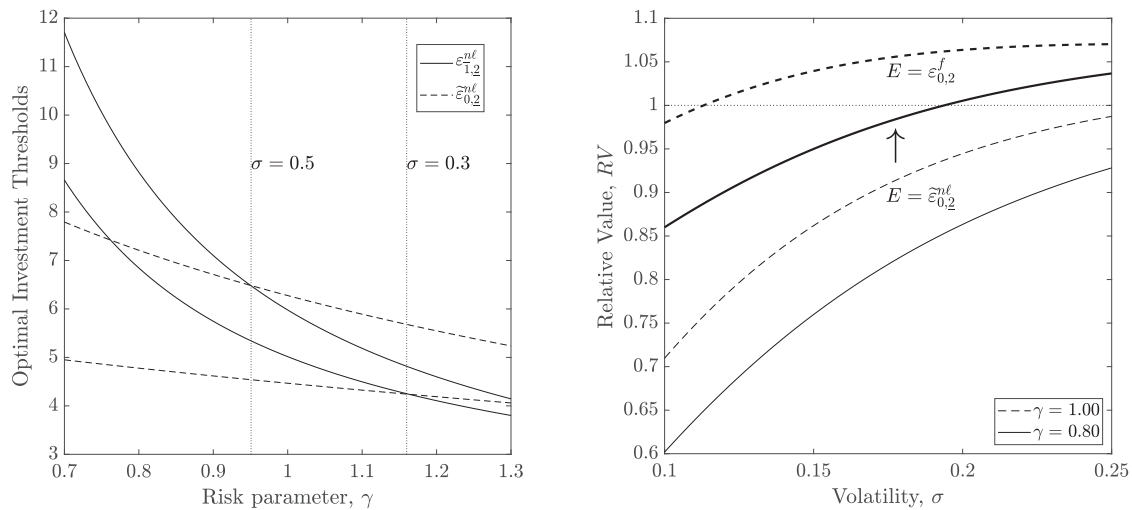 12
11
10
9
8
7
6
5
4
3
0.7
0.8
0.9
1
1.1
1.2
1.3
Optimal Investment Thresholds
Risk parameter, γ
ε^{nℓ}_{\underline{1},\underline{2}}
ε̃^{nℓ}_{0,\underline{2}}
σ = 0.5
σ = 0.3
1.1
1.05
1
0.95
0.9
0.85
0.8
0.75
0.7
0.65
0.6
0.1
0.15
0.2
0.25
Relative Value, RV
Volatility, σ
E = ε^{f}_{0,2}
E = ε̃^{nℓ}_{0,\underline{2}}
γ = 1.00
γ = 0.80